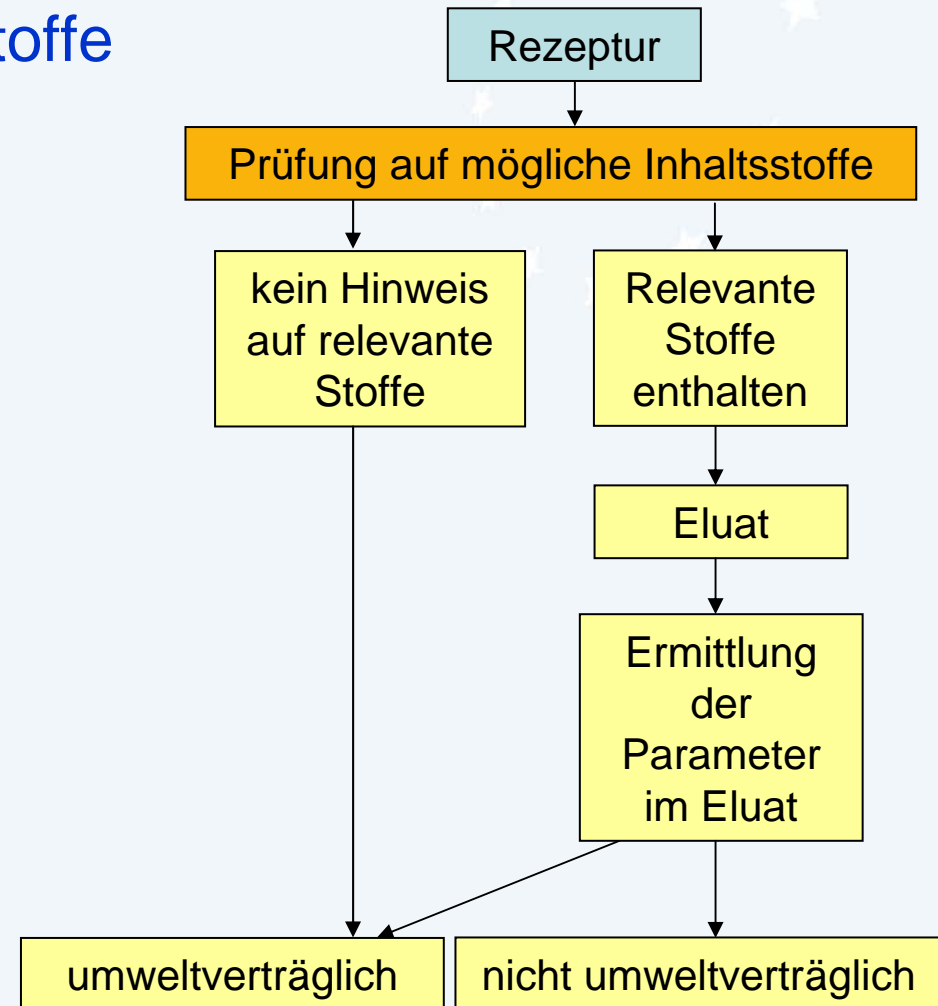 toffe
Rezeptur
Prüfung auf mögliche Inhaltsstoffe
kein Hinweis
auf relevante
Stoffe
Relevante
Stoffe
enthalten
Eluat
Ermittlung
der
Parameter
im Eluat
umweltverträglich
nicht umweltverträglich